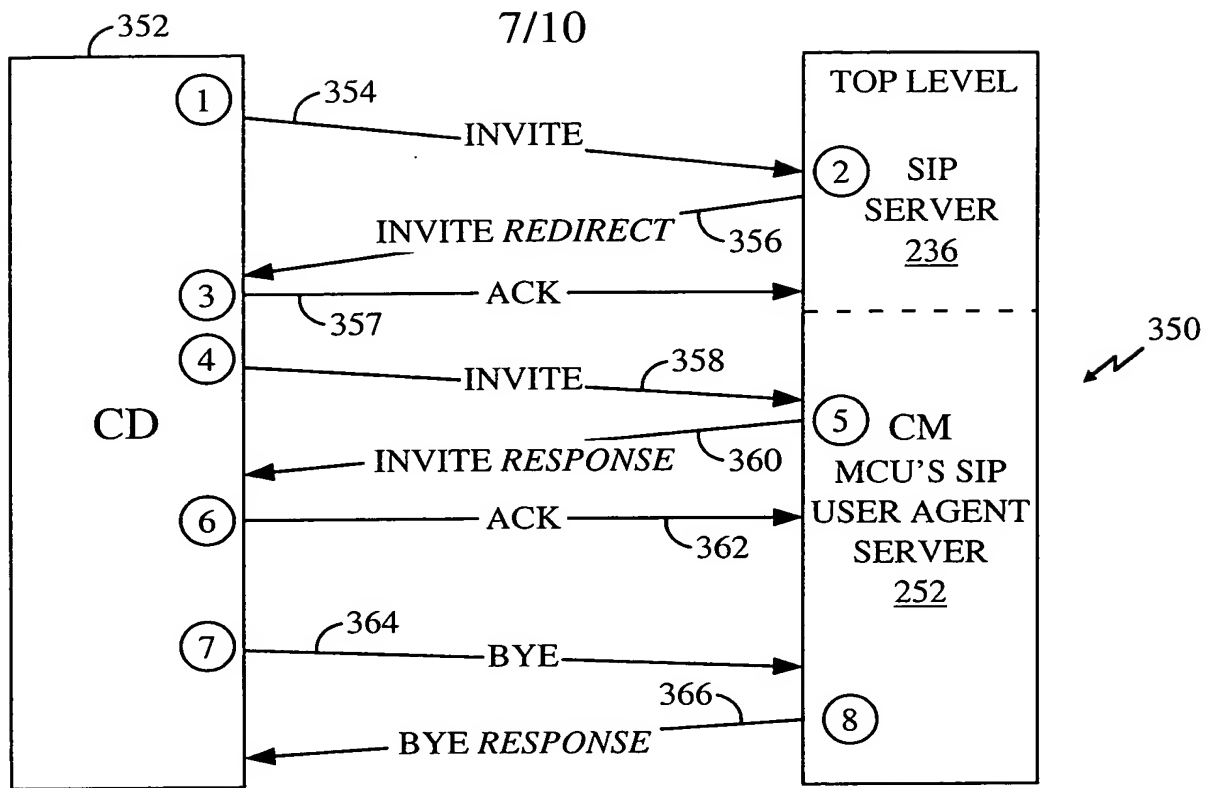 7/10
352
TOP LEVEL
1
354
INVITE
2
SIP
SERVER
236
INVITE REDIRECT
356
3
ACK
357
350
4
358
INVITE
CD
5
CM
INVITE RESPONSE
360
MCU'S SIP
USER AGENT
SERVER
252
6
ACK
362
7
364
BYE
366
8
BYE RESPONSE